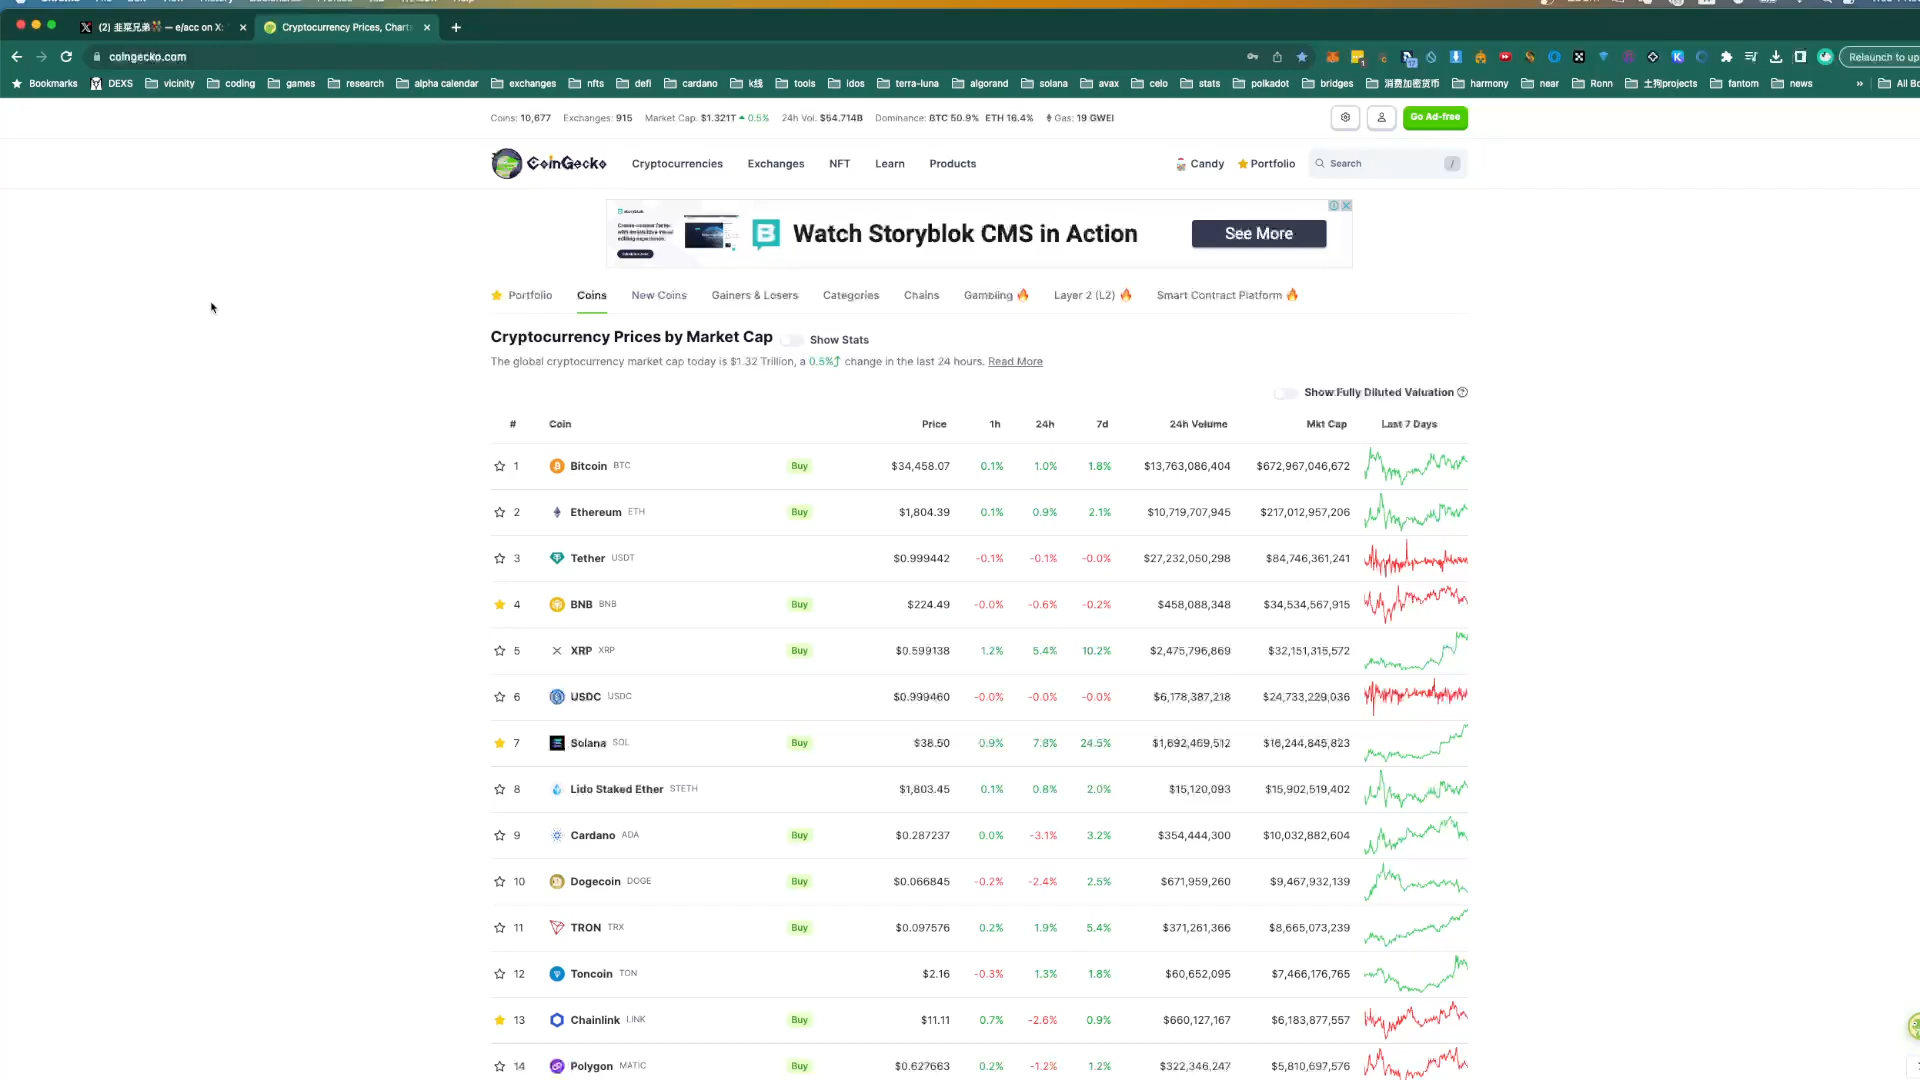 (2) 韭菜兄弟 — e/acc on X:
Cryptocurrency Prices, Charts
coingecko.com
Relaunch to up
Bookmarks DEXS vicinity coding games research alpha calendar exchanges nfts defi cardano k线 tools idos terra-luna algorand solana avax celo stats polkadot bridges 消费加密货币 harmony near Ronn 土狗projects fantom news » All Bo
Coins: 10,677 Exchanges: 915 Market Cap: $1.321T 0.5% 24h Vol: $54.714B Dominance: BTC 50.9% ETH 16.4% Gas: 19 GWEI
Go Ad-free
CoinGecko Cryptocurrencies Exchanges NFT Learn Products Candy Portfolio Search /
Watch Storyblok CMS in Action See More
Portfolio Coins New Coins Gainers & Losers Categories Chains Gambling Layer 2 (L2) Smart Contract Platform
Cryptocurrency Prices by Market Cap Show Stats
The global cryptocurrency market cap today is $1.32 Trillion, a 0.5% change in the last 24 hours. Read More
Show Fully Diluted Valuation
# Coin Price 1h 24h 7d 24h Volume Mkt Cap Last 7 Days
1 Bitcoin BTC Buy $34,458.07 0.1% 1.0% 1.8% $13,763,086,404 $672,967,046,672
2 Ethereum ETH Buy $1,804.39 0.1% 0.9% 2.1% $10,719,707,945 $217,012,957,206
3 Tether USDT $0.999442 -0.1% -0.1% -0.0% $27,232,050,298 $84,746,361,241
4 BNB BNB Buy $224.49 -0.0% -0.6% -0.2% $458,088,348 $34,534,567,915
5 XRP XRP Buy $0.599138 1.2% 5.4% 10.2% $2,475,796,869 $32,151,315,572
6 USDC USDC $0.999460 -0.0% -0.0% -0.0% $6,178,387,218 $24,733,229,036
7 Solana SOL Buy $38.50 0.9% 7.8% 24.5% $1,692,469,512 $16,244,845,823
8 Lido Staked Ether STETH $1,803.45 0.1% 0.8% 2.0% $15,120,093 $15,902,519,402
9 Cardano ADA Buy $0.287237 0.0% -3.1% 3.2% $354,444,300 $10,032,882,604
10 Dogecoin DOGE Buy $0.066845 -0.2% -2.4% 2.5% $671,959,260 $9,467,932,139
11 TRON TRX Buy $0.097576 0.2% 1.9% 5.4% $371,261,366 $8,665,073,239
12 Toncoin TON $2.16 -0.3% 1.3% 1.8% $60,652,095 $7,466,176,765
13 Chainlink LINK Buy $11.11 0.7% -2.6% 0.9% $660,127,167 $6,183,877,557
14 Polygon MATIC Buy $0.627663 0.2% -1.2% 1.2% $322,346,247 $5,810,697,576